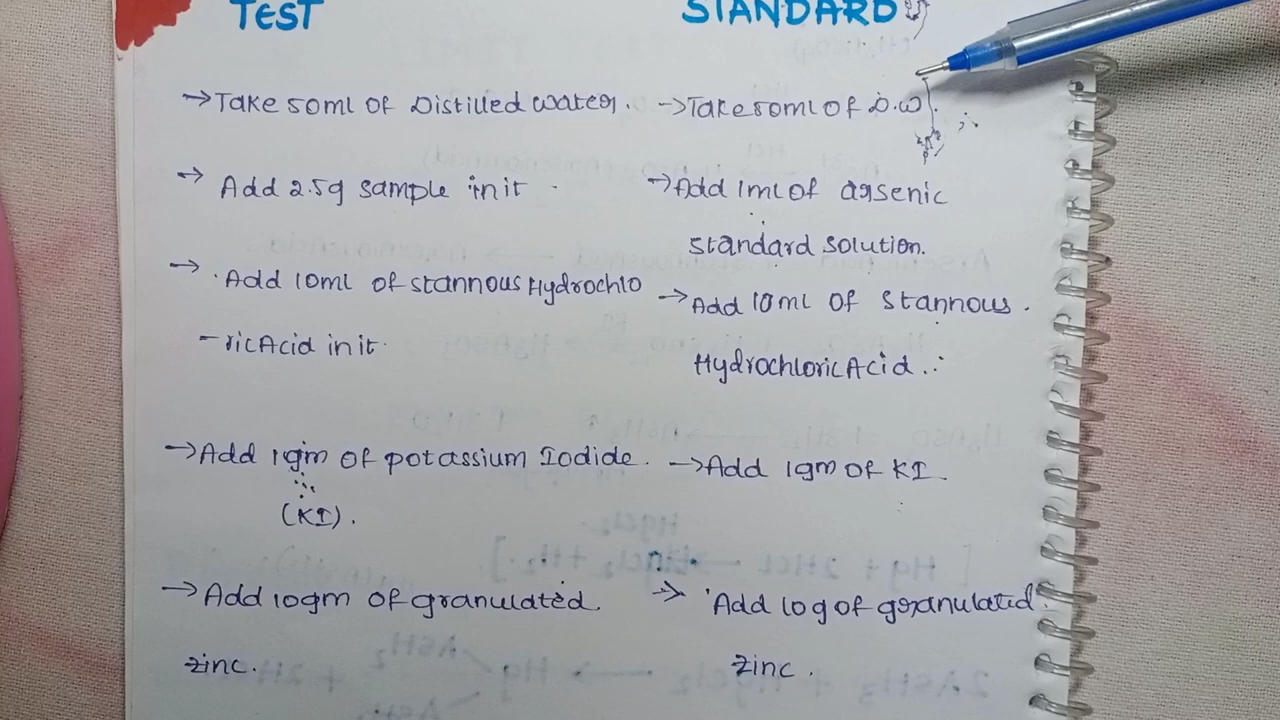 TEST
STANDARD
→Take 50ml of Distilled water.
→Add 2.5g sample in it.
→Add 10ml of stannous Hydrochlo
-ric Acid in it.
→Add 1gm of potassium Iodide.
(KI).
→Add 10gm of granulated
zinc.
→Take 50ml of D.W.
→Add 1ml of arsenic
standard solution.
→Add 10ml of stannous
Hydrochloric Acid.
→Add 1gm of KI.
→Add 10g of granulated
zinc.